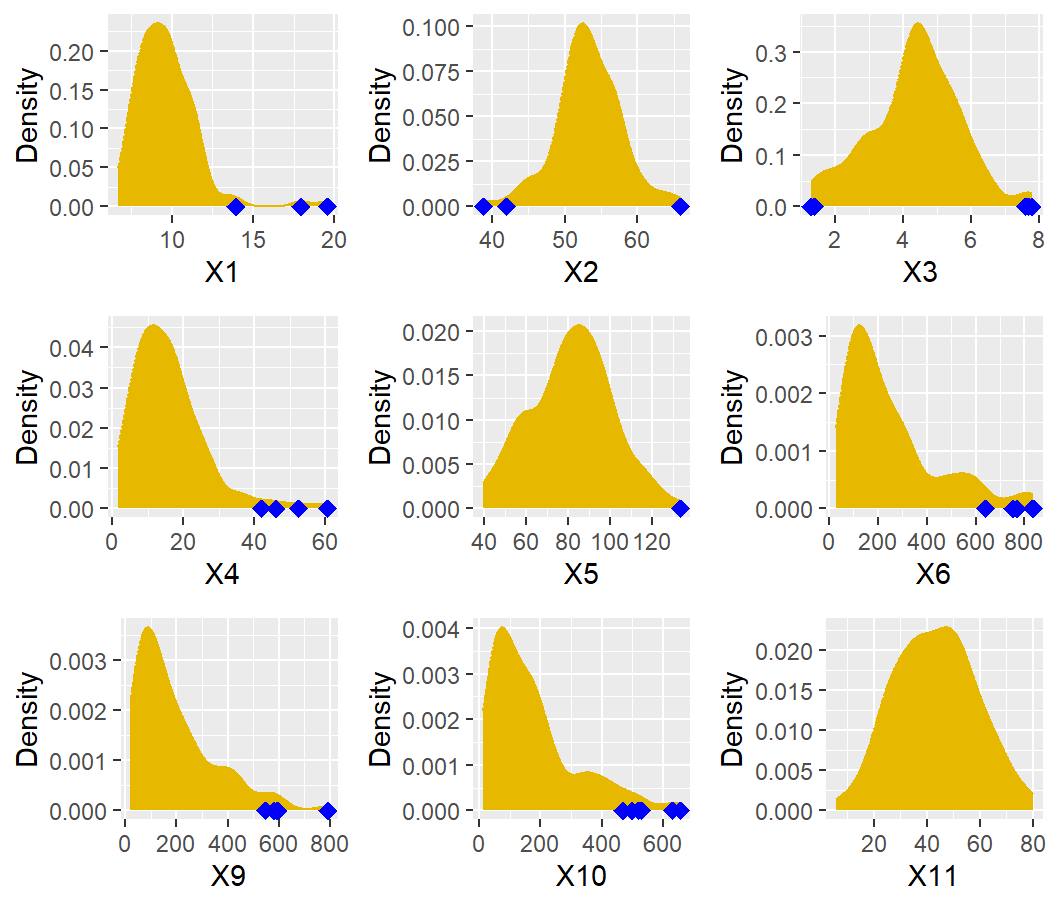 Density
0.20
0.15
0.10
0.05
0.00
10 15 20
X1
Density
0.100
0.075
0.050
0.025
0.000
40 50 60
X2
Density
0.3
0.2
0.1
0.0
2 4 6 8
X3
Density
0.04
0.03
0.02
0.01
0.00
0 20 40 60
X4
Density
0.020
0.015
0.010
0.005
0.000
40 60 80 100 120
X5
Density
0.003
0.002
0.001
0.000
0 200 400 600 800
X6
Density
0.003
0.002
0.001
0.000
0 200 400 600 800
X9
Density
0.004
0.003
0.002
0.001
0.000
0 200 400 600
X10
Density
0.020
0.015
0.010
0.005
0.000
20 40 60 80
X11